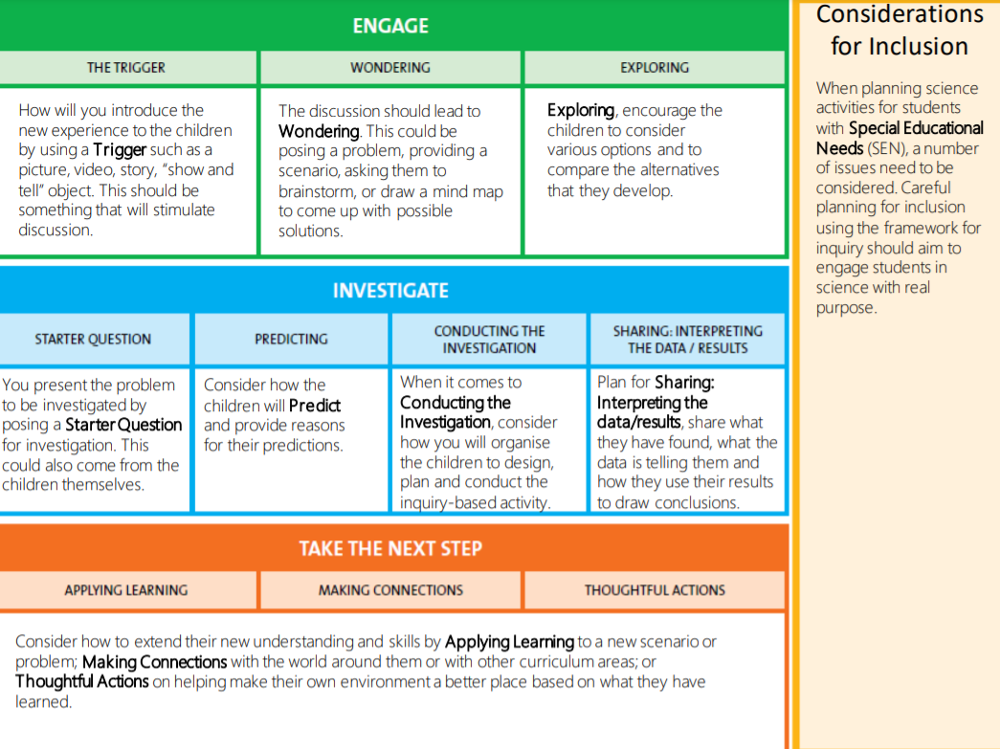 ENGAGE
THE TRIGGER
How will you introduce the
new experience to the children
by using a Trigger such as a
picture, video, story, “show and
tell” object. This should be
something that will stimulate
discussion.
WONDERING
The discussion should lead to
Wondering. This could be
posing a problem, providing a
scenario, asking them to
brainstorm, or draw a mind map
to come up with possible
solutions.
EXPLORING
Exploring, encourage the
children to consider
various options and to
compare the alternatives
that they develop.
INVESTIGATE
STARTER QUESTION
You present the problem
to be investigated by
posing a Starter Question
for investigation. This
could also come from the
children themselves.
PREDICTING
Consider how the
children will Predict
and provide reasons
for their predictions.
CONDUCTING THE
INVESTIGATION
When it comes to
Conducting the
Investigation, consider
how you will organise
the children to design,
plan and conduct the
inquiry-based activity.
SHARING: INTERPRETING
THE DATA / RESULTS
Plan for Sharing:
Interpreting the
data/results, share what
they have found, what the
data is telling them and
how they use their results
to draw conclusions.
TAKE THE NEXT STEP
APPLYING LEARNING
MAKING CONNECTIONS
THOUGHTFUL ACTIONS
Consider how to extend their new understanding and skills by Applying Learning to a new scenario or
problem; Making Connections with the world around them or with other curriculum areas; or
Thoughtful Actions on helping make their own environment a better place based on what they have
learned.
Considerations
for Inclusion
When planning science
activities for students
with Special Educational
Needs (SEN), a number
of issues need to be
considered. Careful
planning for inclusion
using the framework for
inquiry should aim to
engage students in
science with real
purpose.